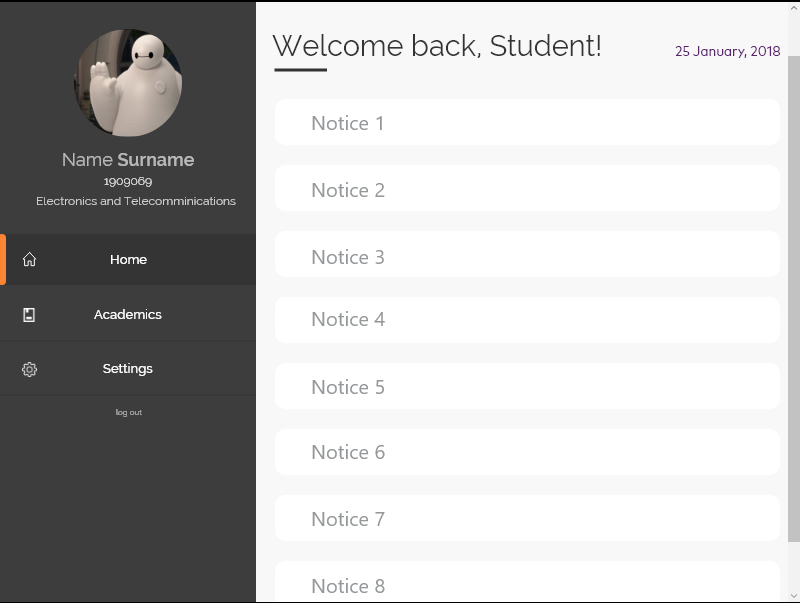 Name Surname
1909069
Electronics and Telecomminications
Home
Academics
Settings
log out
Welcome back, Student!
25 January, 2018
Notice 1
Notice 2
Notice 3
Notice 4
Notice 5
Notice 6
Notice 7
Notice 8